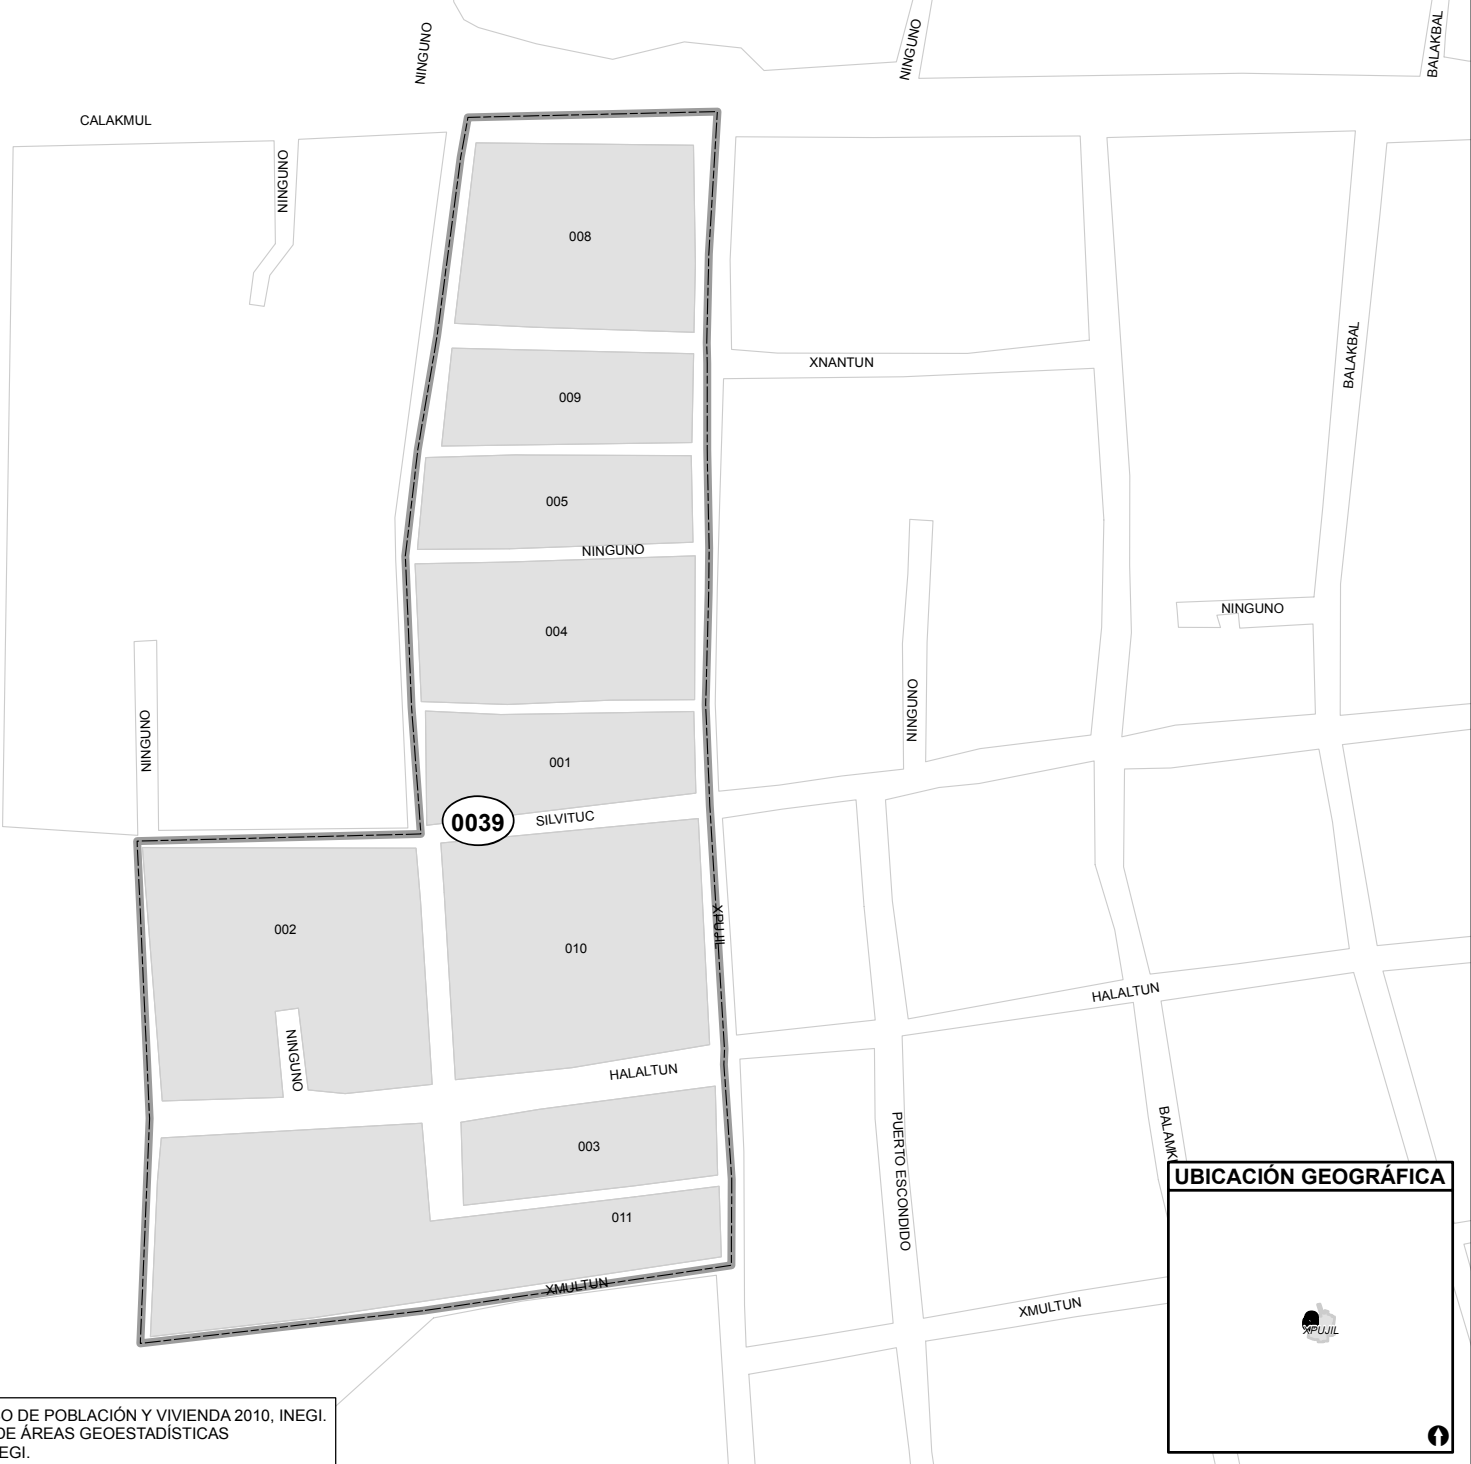 NINGUNO
NINGUNO
BALAKBAL
CALAKMUL
NINGUNO
008
XNANTUN
BALAKBAL
009
005
NINGUNO
NINGUNO
004
NINGUNO
NINGUNO
001
0039
SILVITUC
002
XPUJIL
010
HALALTUN
NINGUNO
HALALTUN
003
PUERTO ESCONDIDO
BALAMK
011
XMULTUN
XMULTUN
UBICACIÓN GEOGRÁFICA
XPUJIL
O DE POBLACIÓN Y VIVIENDA 2010, INEGI.
DE ÁREAS GEOESTADÍSTICAS
EGI.